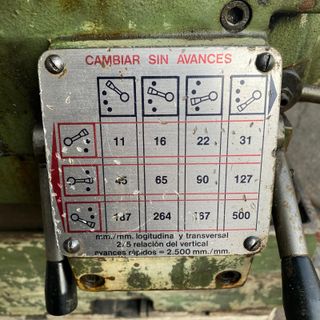 CAMBIAR SIN AVANCES
11 16 22 31
45 65 90 127
187 264 367 500
mm./mm. logitudina y transversal
2/5 relación del vertical
avances rápidos = 2.500 mm./mm.